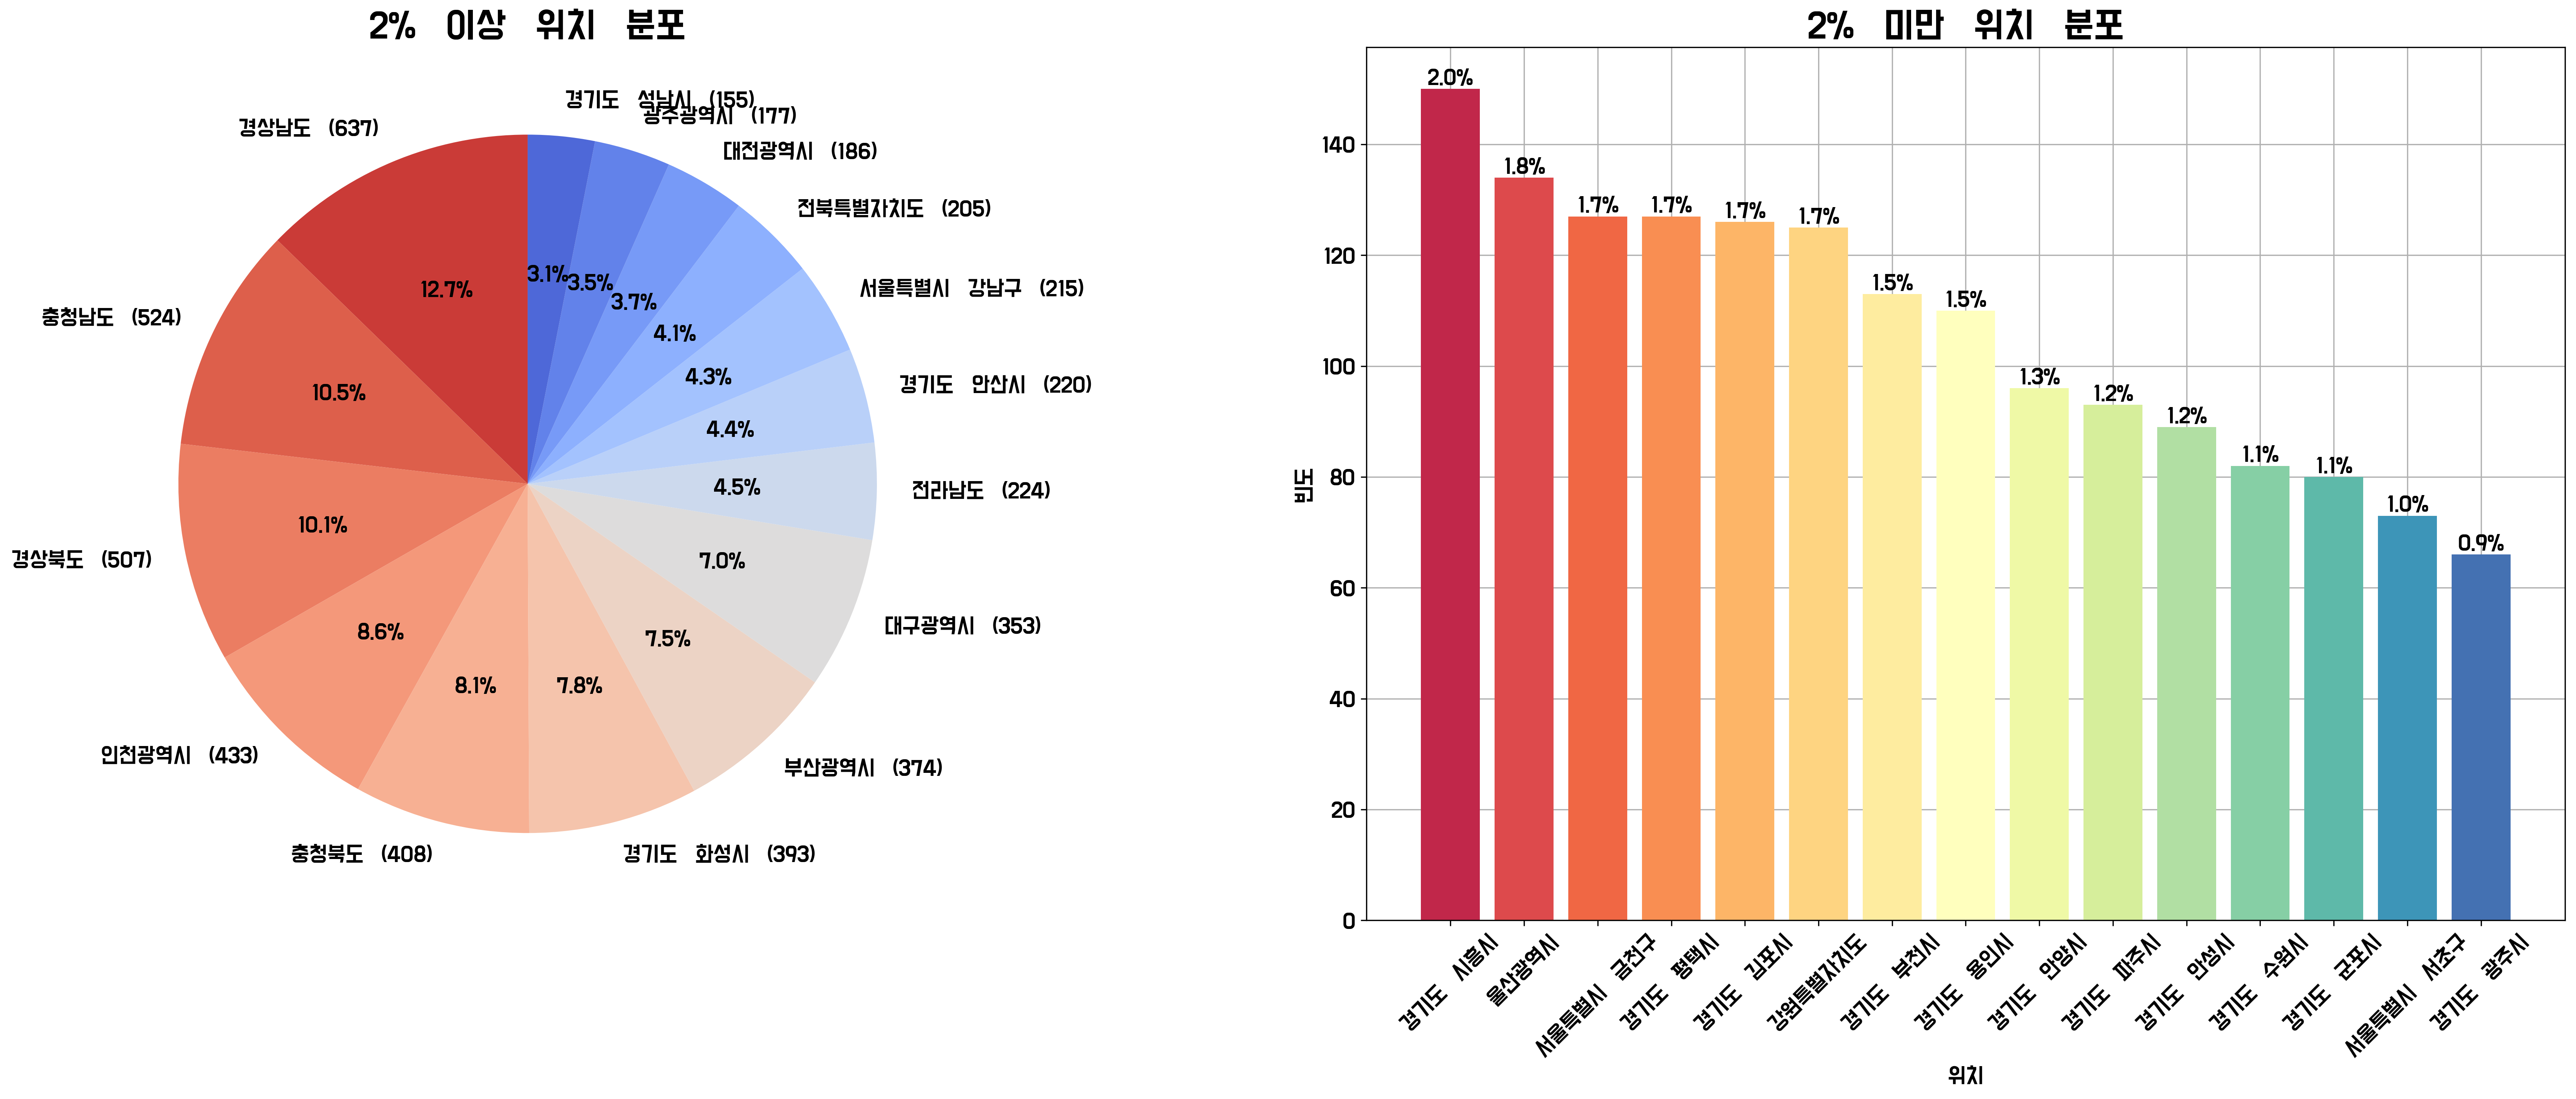 2% 이상 위치 분포
경기도 성남시 (155)
광주광역시 (177)
대전광역시 (186)
전북특별자치도 (205)
서울특별시 강남구 (215)
경기도 안산시 (220)
전라남도 (224)
대구광역시 (353)
부산광역시 (374)
경기도 화성시 (393)
충청북도 (408)
인천광역시 (433)
경상북도 (507)
충청남도 (524)
경상남도 (637)
3.1%
3.5%
3.7%
4.1%
4.3%
4.4%
4.5%
7.0%
7.5%
7.8%
8.1%
8.6%
10.1%
10.5%
12.7%
2% 미만 위치 분포
빈도
140
120
100
80
60
40
20
0
2.0%
1.8%
1.7%
1.7%
1.7%
1.7%
1.5%
1.5%
1.3%
1.2%
1.2%
1.1%
1.1%
1.0%
0.9%
경기도 시흥시
울산광역시
서울특별시 금천구
경기도 평택시
경기도 김포시
강원특별자치도
경기도 부천시
경기도 용인시
경기도 안양시
경기도 파주시
경기도 안성시
경기도 수원시
경기도 군포시
서울특별시 서초구
경기도 광주시
위치